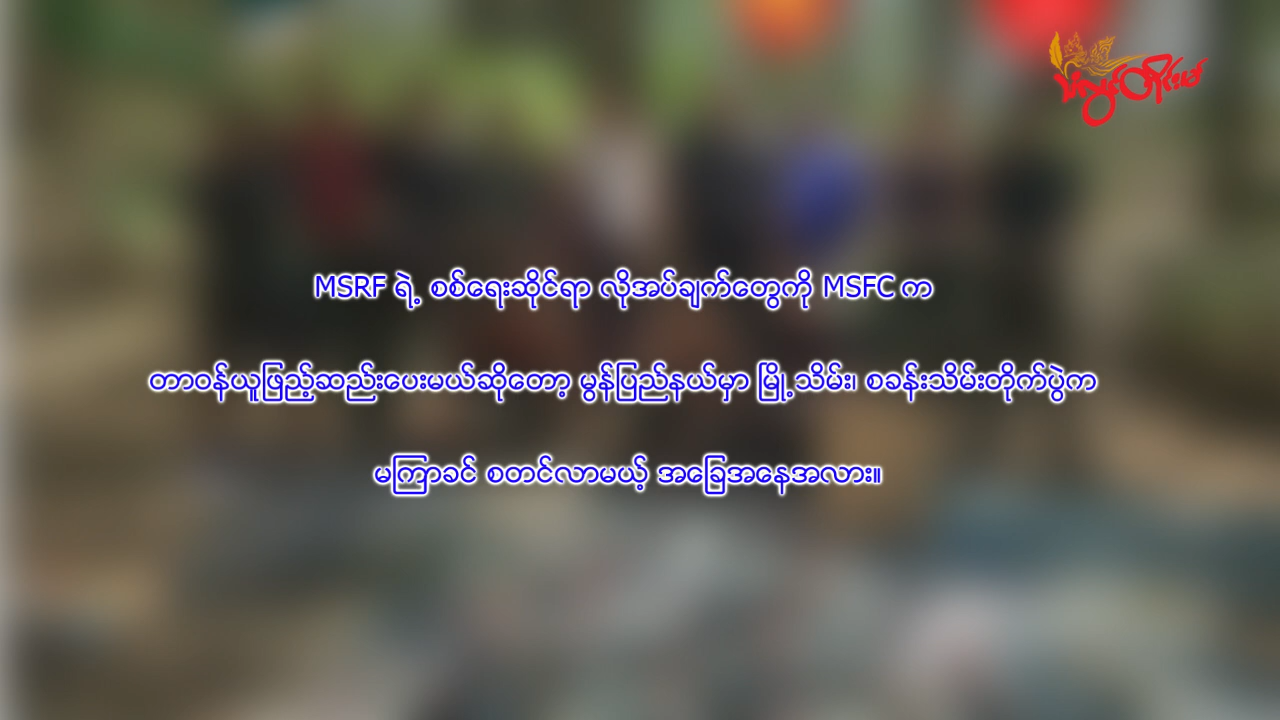 MSRF ရဲ့ စစ်ရေးဆိုင်ရာ လိုအပ်ချက်တွေကို MSFC က
တာဝန်ယူဖြည့်ဆည်းပေးမယ်ဆိုတော့ မွန်ပြည်နယ်မှာ မြို့သိမ်း၊ စခန်းသိမ်းတိုက်ပွဲက
မကြာခင် စတင်လာမယ့် အခြေအနေအလား။